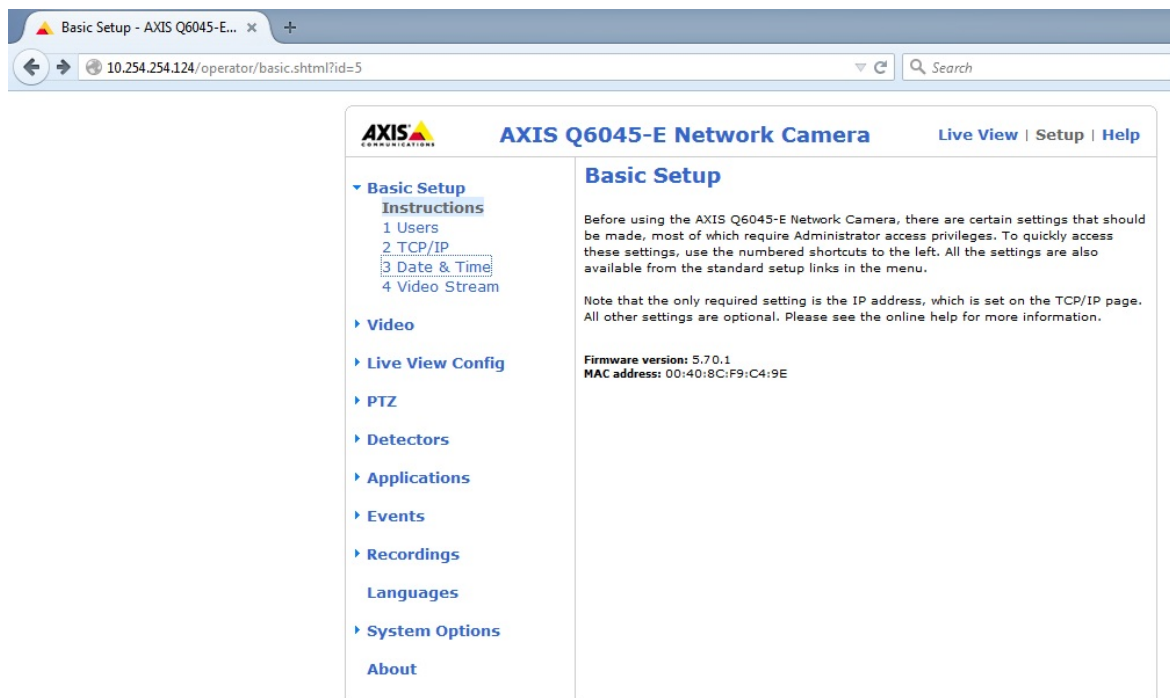 Basic Setup - AXIS Q6045-E...
10.254.254.124/operator/basic.shtml?id=5
Search
AXIS
COMMUNICATIONS
AXIS Q6045-E Network Camera
Live View | Setup | Help
Basic Setup
Instructions
1 Users
2 TCP/IP
3 Date & Time
4 Video Stream
Video
Live View Config
PTZ
Detectors
Applications
Events
Recordings
Languages
System Options
About
Basic Setup
Before using the AXIS Q6045-E Network Camera, there are certain settings that should
be made, most of which require Administrator access privileges. To quickly access
these settings, use the numbered shortcuts to the left. All the settings are also
available from the standard setup links in the menu.
Note that the only required setting is the IP address, which is set on the TCP/IP page.
All other settings are optional. Please see the online help for more information.
Firmware version: 5.70.1
MAC address: 00:40:8C:F9:C4:9E